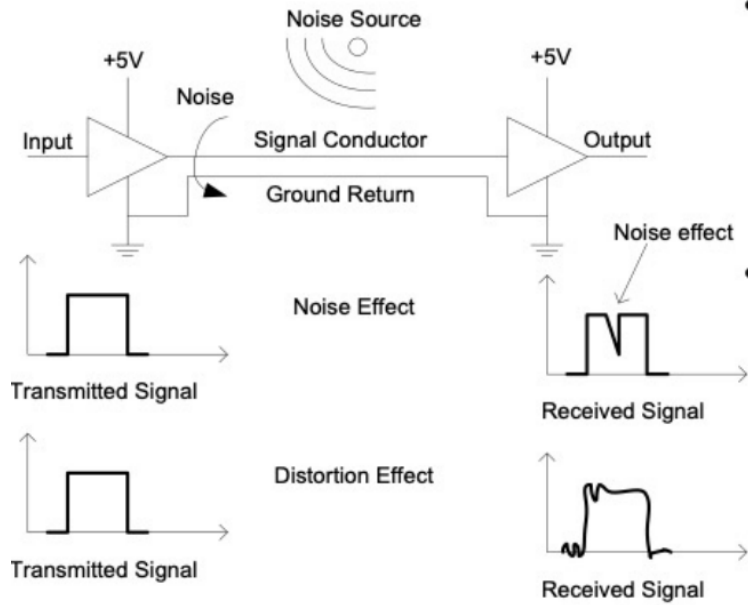 Noise Source
+5V
+5V
Noise
Input
Signal Conductor
Output
Ground Return
Noise effect
Noise Effect
Transmitted Signal
Received Signal
Distortion Effect
Transmitted Signal
Received Signal